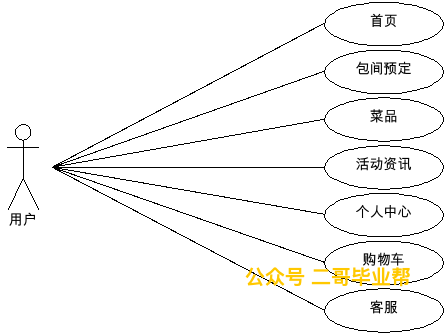 首页
包间预定
菜品
活动资讯
用户
个人中心
购物车
公众号 二哥毕业帮
客服